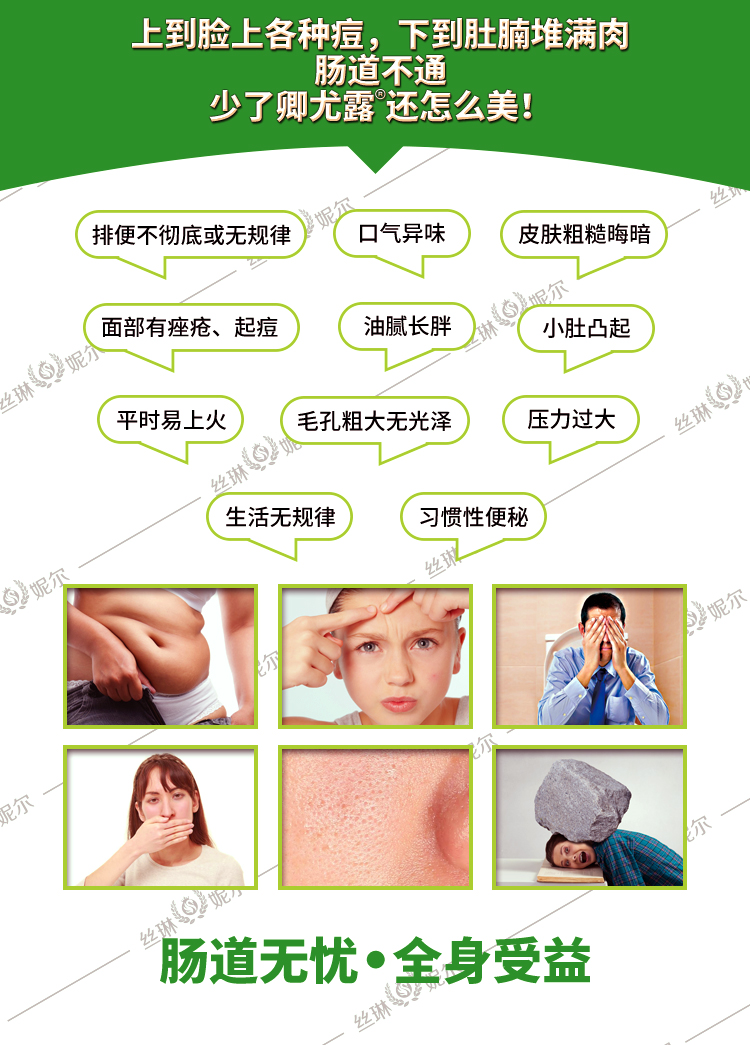 上到脸上各种痘，下到肚腩堆满肉
肠道不通
少了卿尤露®还怎么美！
排便不彻底或无规律
口气异味
皮肤粗糙晦暗
面部有痤疮、起痘
油腻长胖
小肚凸起
平时易上火
毛孔粗大无光泽
压力过大
生活无规律
习惯性便秘
肠道无忧•全身受益
丝琳妮尔